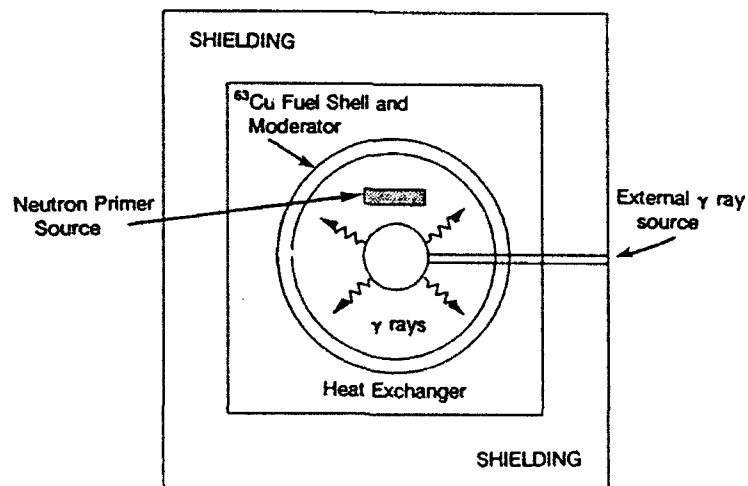 SHIELDING
⁶³Cu Fuel Shell and
Moderator
Neutron Primer
Source
External γ ray
source
γ rays
Heat Exchanger
SHIELDING